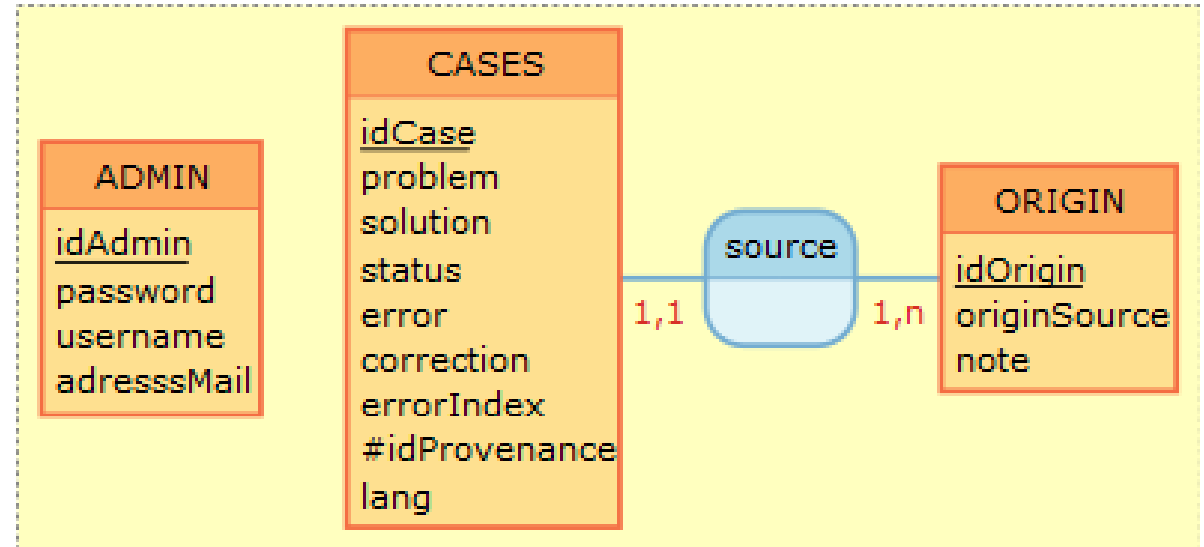 ADMIN
idAdmin
password
username
adresssMail
CASES
idCase
problem
solution
status
error
correction
errorIndex
#idProvenance
lang
1,1
source
1,n
ORIGIN
idOrigin
originSource
note